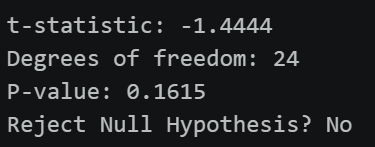 t-statistic: -1.4444
Degrees of freedom: 24
P-value: 0.1615
Reject Null Hypothesis? No